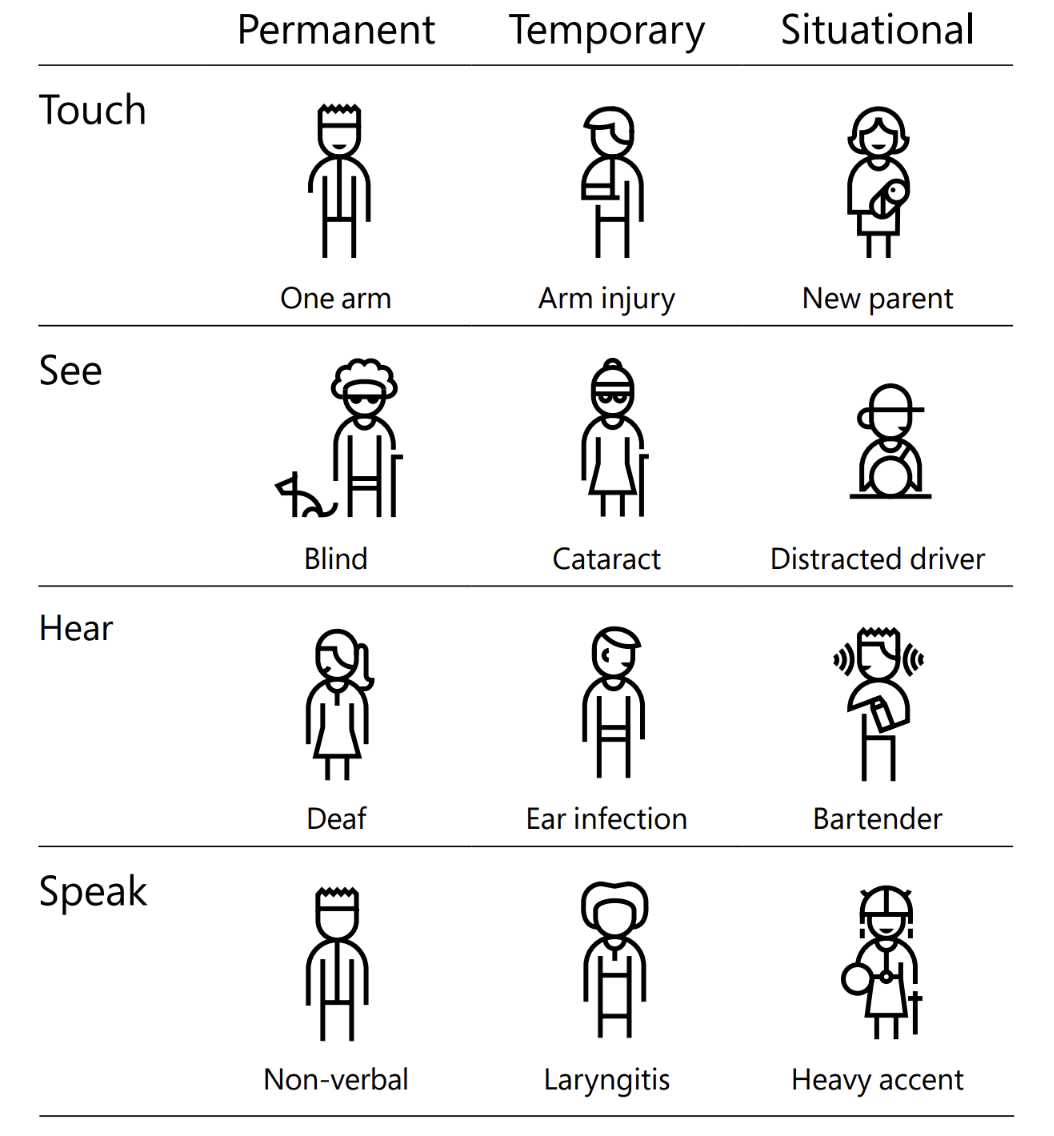 Permanent Temporary Situational
Touch
One arm Arm injury New parent
See
Blind Cataract Distracted driver
Hear
Deaf Ear infection Bartender
Speak
Non-verbal Laryngitis Heavy accent